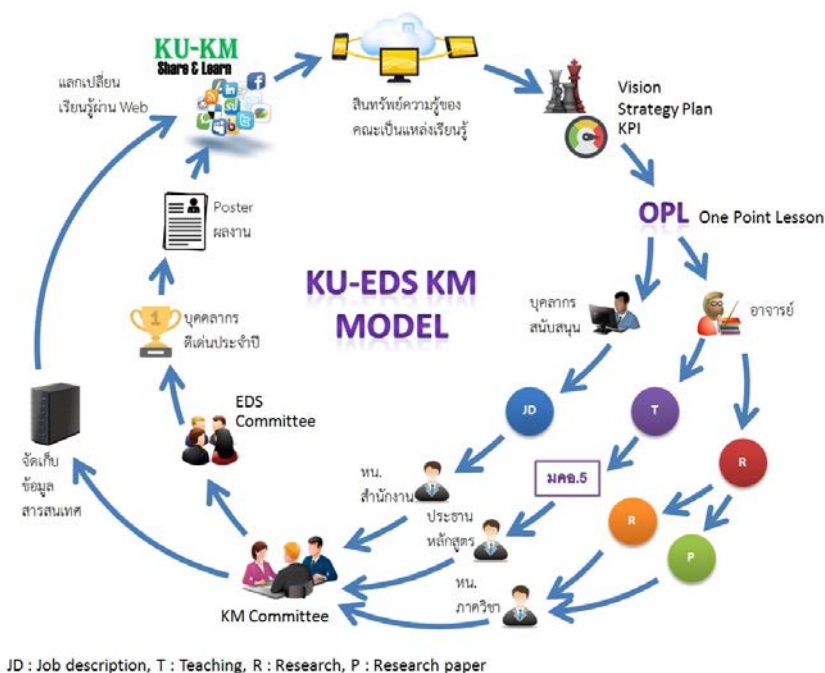 KU-KM
Share & Learn
แลกเปลี่ยน
เรียนรู้ผ่าน Web
สินทรัพย์ความรู้ของ
คณะเป็นแหล่งเรียนรู้
Vision
Strategy Plan
KPI
OPL One Point Lesson
Poster
ผลงาน
KU-EDS KM
MODEL
บุคลากร
สนับสนุน
อาจารย์
1
บุคคลากร
ดีเด่นประจำปี
JD
T
EDS
Committee
จัดเก็บ
ข้อมูล
สารสนเทศ
หน.
สำนักงาน
มคอ.5
R
R
ประธาน
หลักสูตร
P
หน.
ภาควิชา
KM Committee
JD : Job description, T : Teaching, R : Research, P : Research paper